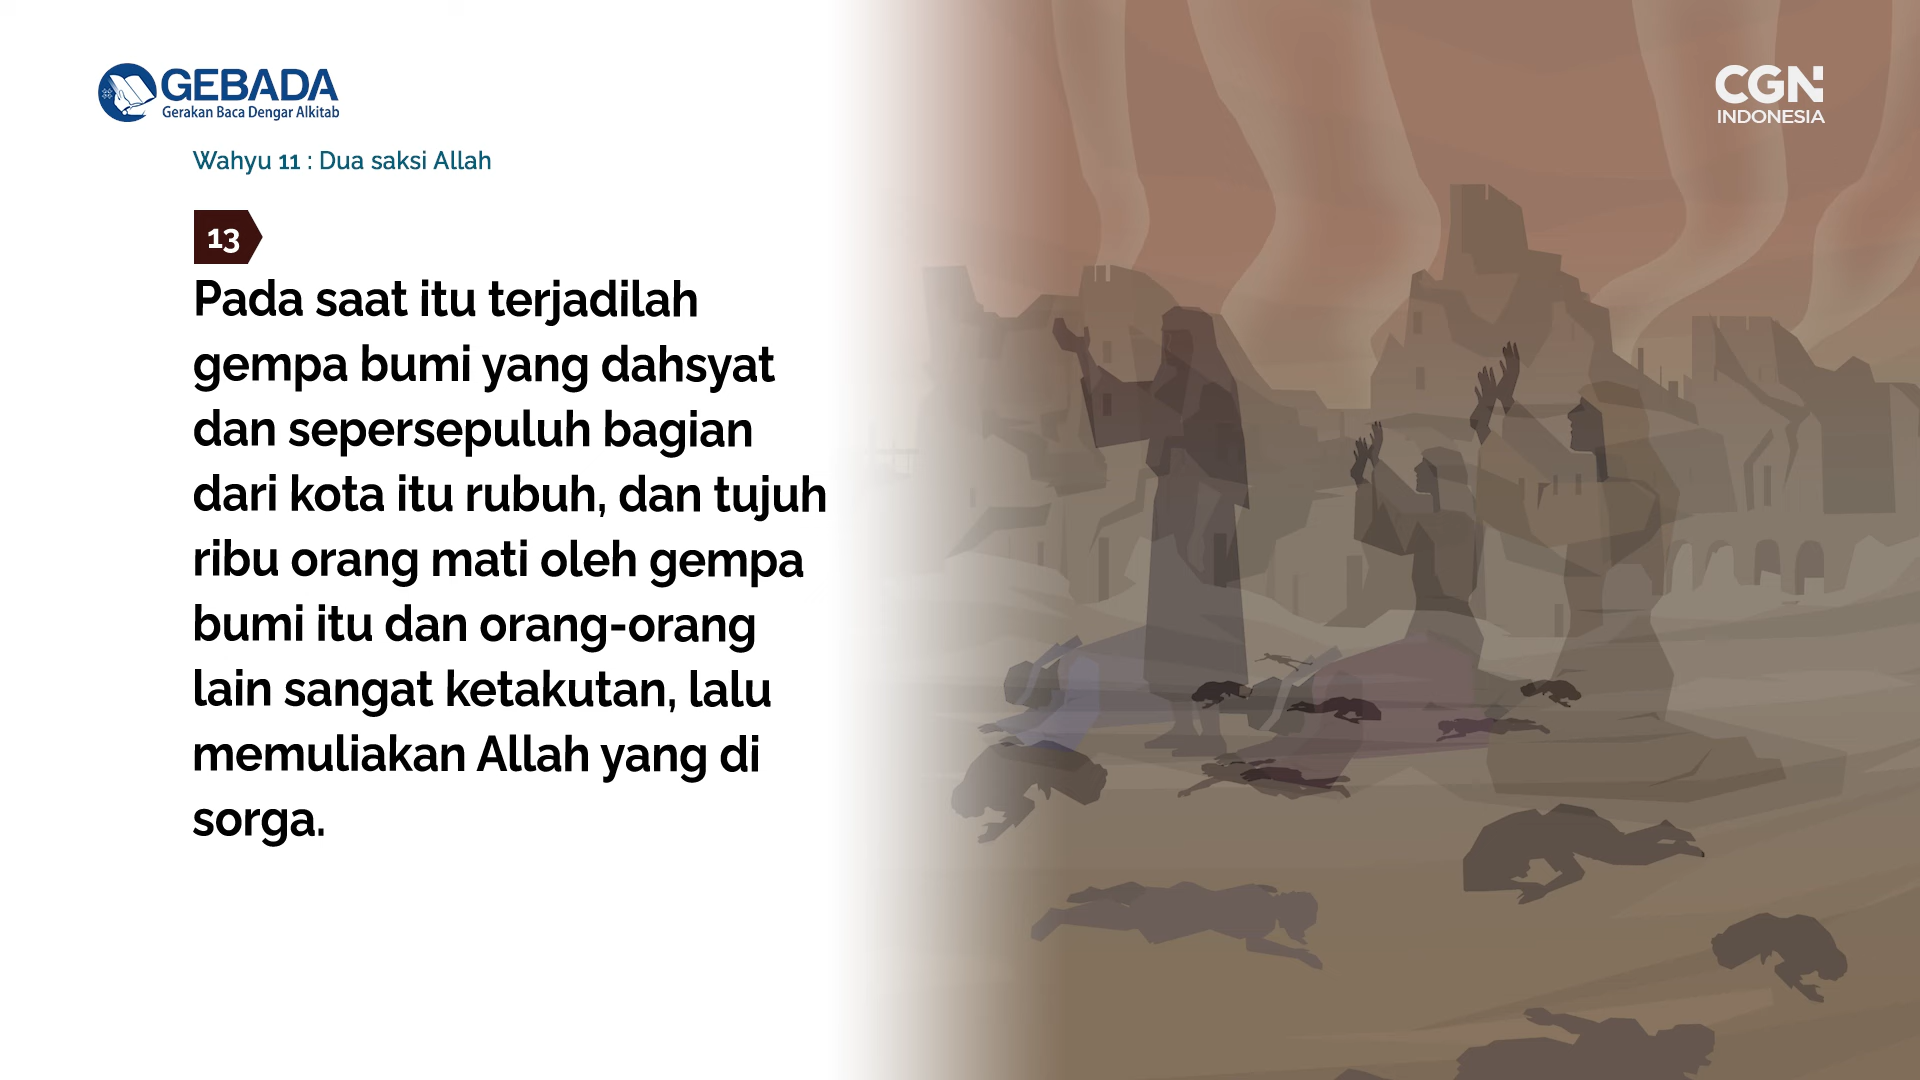 GEBADA
Gerakan Baca Dengar Alkitab
CGN
INDONESIA
Wahyu 11 : Dua saksi Allah
13
Pada saat itu terjadilah
gempa bumi yang dahsyat
dan sepersepuluh bagian
dari kota itu rubuh, dan tujuh
ribu orang mati oleh gempa
bumi itu dan orang-orang
lain sangat ketakutan, lalu
memuliakan Allah yang di
sorga.